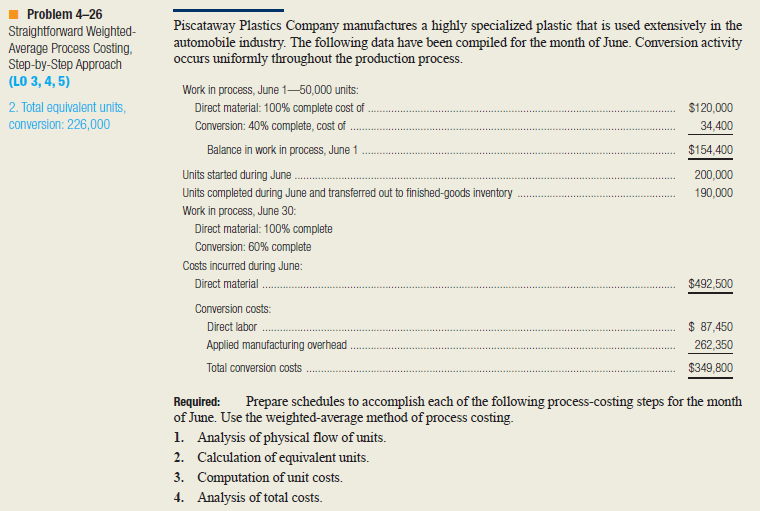 Problem 4–26
Straightforward Weighted-
Average Process Costing,
Step-by-Step Approach
(LO 3, 4, 5)
2. Total equivalent units,
conversion: 226,000
Piscataway Plastics Company manufactures a highly specialized plastic that is used extensively in the
automobile industry. The following data have been compiled for the month of June. Conversion activity
occurs uniformly throughout the production process.
Work in process, June 1—50,000 units:
Direct material: 100% complete cost of ........ $120,000
Conversion: 40% complete, cost of ........ 34,400
Balance in work in process, June 1 ........ $154,400
Units started during June ........ 200,000
Units completed during June and transferred out to finished-goods inventory ........ 190,000
Work in process, June 30:
Direct material: 100% complete
Conversion: 60% complete
Costs incurred during June:
Direct material ........ $492,500
Conversion costs:
Direct labor ........ $ 87,450
Applied manufacturing overhead ........ 262,350
Total conversion costs ........ $349,800
Required: Prepare schedules to accomplish each of the following process-costing steps for the month
of June. Use the weighted-average method of process costing.
1. Analysis of physical flow of units.
2. Calculation of equivalent units.
3. Computation of unit costs.
4. Analysis of total costs.